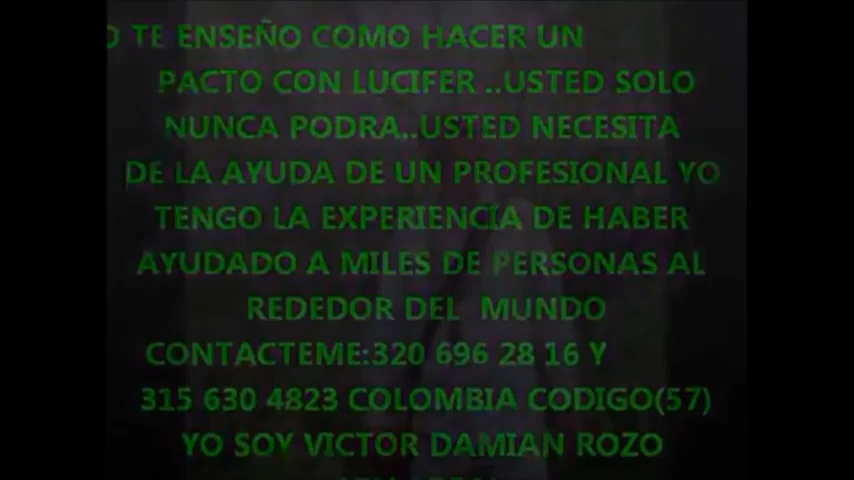 O TE ENSEÑO COMO HACER UN
PACTO CON LUCIFER ..USTED SOLO
NUNCA PODRA..USTED NECESITA
DE LA AYUDA DE UN PROFESIONAL YO
TENGO LA EXPERIENCIA DE HABER
AYUDADO A MILES DE PERSONAS AL
REDEDOR DEL MUNDO
CONTACTEME:320 696 28 16 Y
315 630 4823 COLOMBIA CODIGO(57)
YO SOY VICTOR DAMIAN ROZO